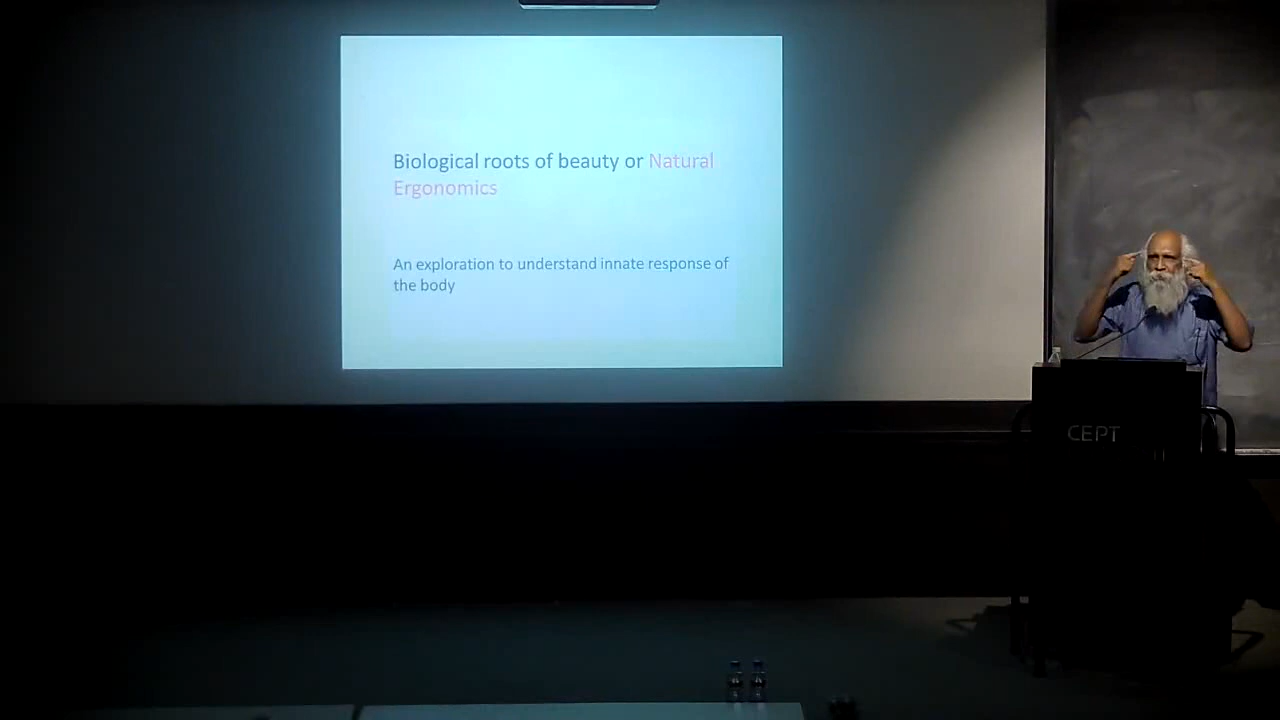 Biological roots of beauty or Natural
Ergonomics
An exploration to understand innate response of
the body
CEPT